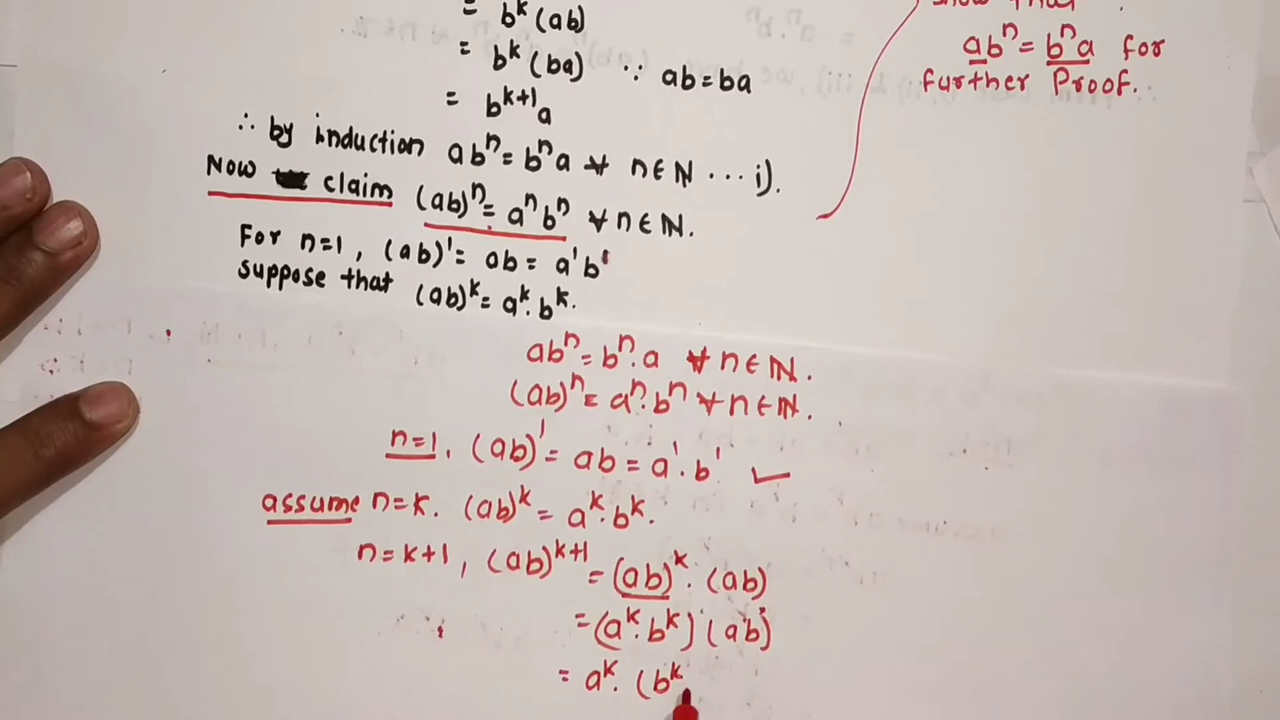 = b^k (ab)
= b^k (ba) ∵ ab=ba
= b^{k+1} a
∴ by induction ab^n = b^n a ∀ n∈N ... i).
ab^n = b^n a for
further Proof.
Now claim (ab)^n = a^n b^n ∀ n∈N.
For n=1, (ab)^1 = ab = a^1 b^1
suppose that (ab)^k = a^k. b^k.
ab^n = b^n. a ∀ n∈N.
(ab)^n = a^n. b^n ∀ n∈N.
n=1. (ab)^1 = ab = a^1. b^1. ✓
assume n=k. (ab)^k = a^k. b^k.
n=k+1, (ab)^{k+1} = (ab)^k. (ab)
= (a^k. b^k) (ab)
= a^k. (b^k